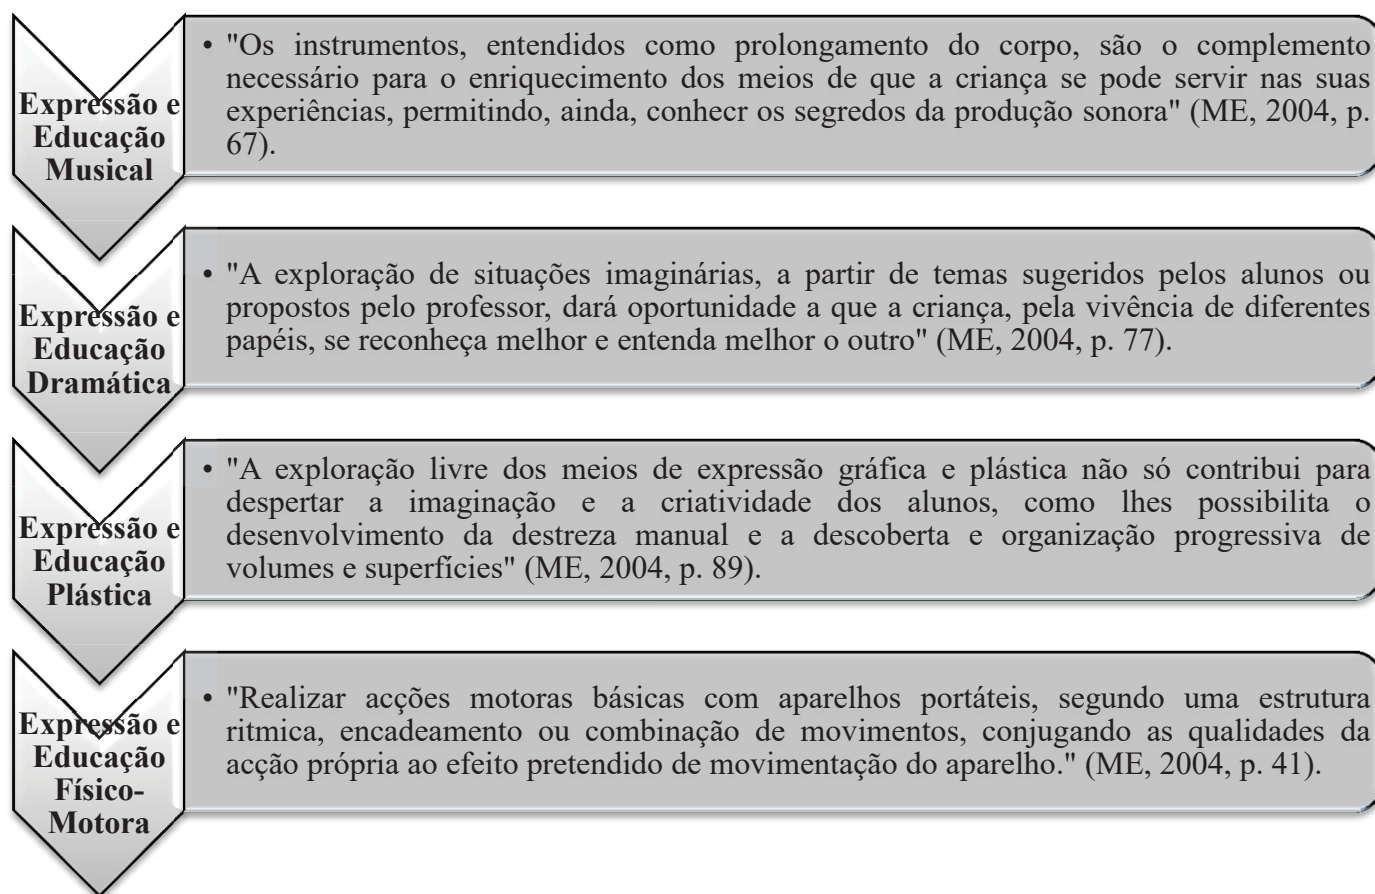 Expressão e
Educação
Musical
• "Os instrumentos, entendidos como prolongamento do corpo, são o complemento
necessário para o enriquecimento dos meios de que a criança se pode servir nas suas
experiências, permitindo, ainda, conhecr os segredos da produção sonora" (ME, 2004, p.
67).
Expressão e
Educação
Dramática
• "A exploração de situações imaginárias, a partir de temas sugeridos pelos alunos ou
propostos pelo professor, dará oportunidade a que a criança, pela vivência de diferentes
papéis, se reconheça melhor e entenda melhor o outro" (ME, 2004, p. 77).
Expressão e
Educação
Plástica
• "A exploração livre dos meios de expressão gráfica e plástica não só contribui para
despertar a imaginação e a criatividade dos alunos, como lhes possibilita o
desenvolvimento da destreza manual e a descoberta e organização progressiva de
volumes e superfícies" (ME, 2004, p. 89).
Expressão e
Educação
Físico-
Motora
• "Realizar acções motoras básicas com aparelhos portáteis, segundo uma estrutura
ritmica, encadeamento ou combinação de movimentos, conjugando as qualidades da
acção própria ao efeito pretendido de movimentação do aparelho." (ME, 2004, p. 41).